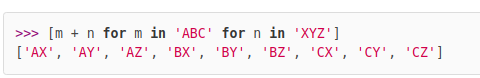 >>> [m + n for m in 'ABC' for n in 'XYZ']
['AX', 'AY', 'AZ', 'BX', 'BY', 'BZ', 'CX', 'CY', 'CZ']